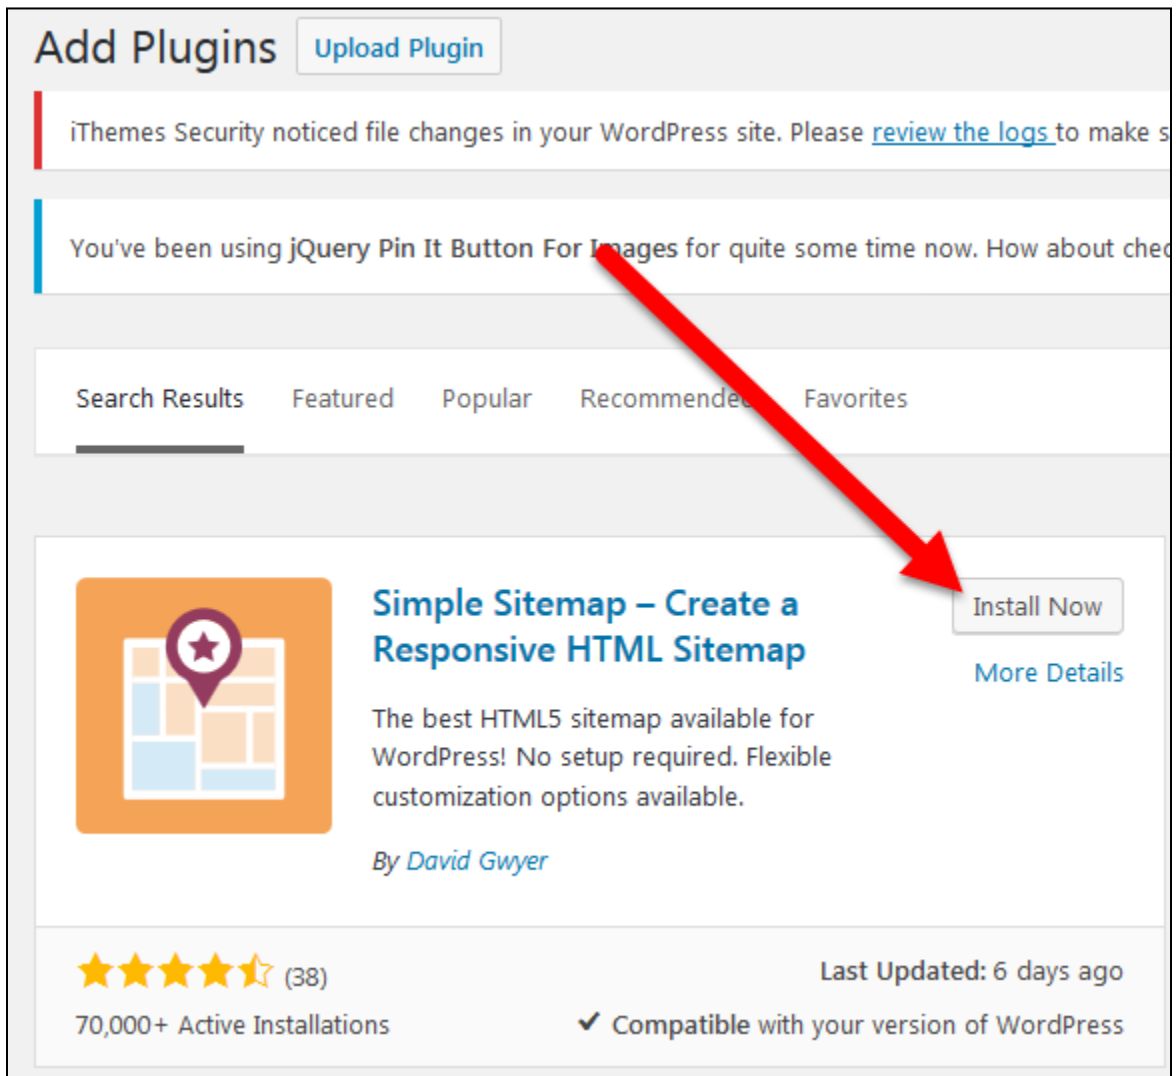 Add Plugins Upload Plugin
iThemes Security noticed file changes in your WordPress site. Please review the logs to make s
You've been using jQuery Pin It Button For Images for quite some time now. How about chec
Search Results Featured Popular Recommended Favorites
Simple Sitemap – Create a
Responsive HTML Sitemap
Install Now
More Details
The best HTML5 sitemap available for
WordPress! No setup required. Flexible
customization options available.
By David Gwyer
(38)
Last Updated: 6 days ago
70,000+ Active Installations
✔ Compatible with your version of WordPress